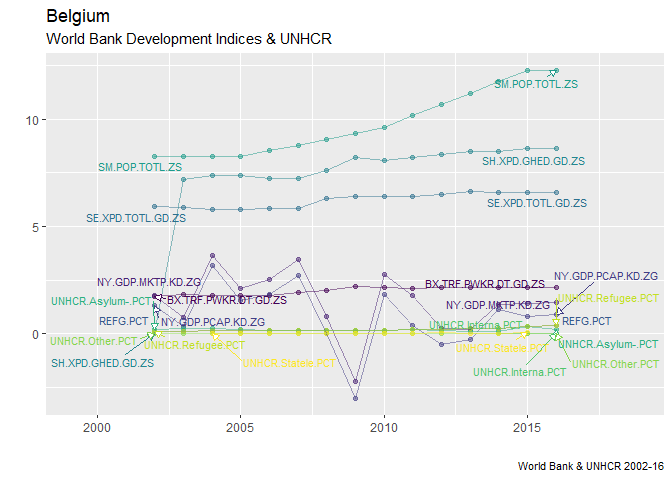 Belgium
World Bank Development Indices & UNHCR
SM.POP.TOTL.ZS
10
SH.XPD.GHED.GD.ZS
SM.POP.TOTL.ZS
SE.XPD.TOTL.GD.ZS
SE.XPD.TOTL.GD.ZS
5
NY.GDP.PCAP.KD.ZG
NY.GDP.MKTP.KD.ZG
BX.TRF.PWKR.DT.GD.ZS
UNHCR.Asylum-.PCT
BX.TRF.PWKR.DT.GD.ZS
UNHCR.Refugee.PCT
NY.GDP.MKTP.KD.ZG
REFG.PCT
NY.GDP.PCAP.KD.ZG
UNHCR.Interna.PCT
REFG.PCT
0
UNHCR.Other.PCT
UNHCR.Refugee.PCT
UNHCR.Statele.PCT
UNHCR.Asylum-.PCT
SH.XPD.GHED.GD.ZS
UNHCR.Statele.PCT
UNHCR.Interna.PCT
UNHCR.Other.PCT
2000
2005
2010
2015
World Bank & UNHCR 2002-16